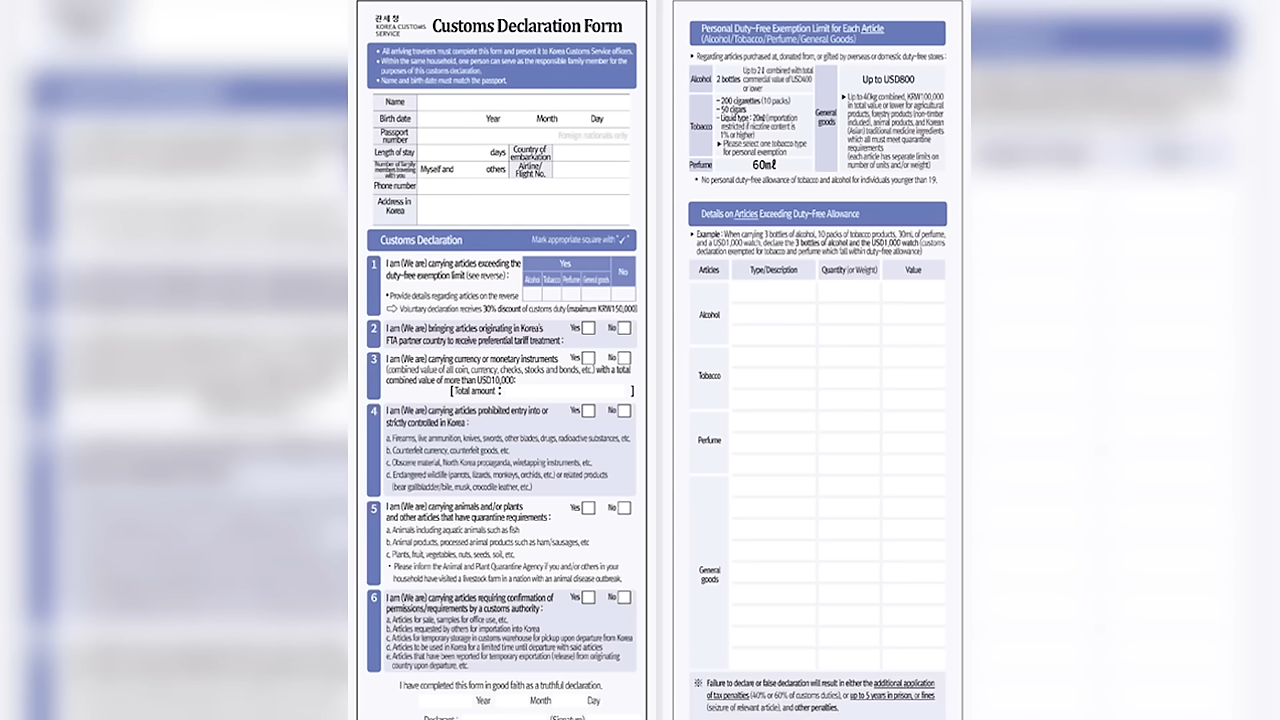 관세청
KOREA CUSTOMS
SERVICE
Customs Declaration Form
• All arriving travelers must complete this form and present it to Korea Customs Service officers.
• Within the same household, one person can serve as the responsible family member for the
purposes of this customs declaration.
• Name and birth date must match the passport.
Name
Birth date Year Month Day
Passport
number
Foreign nationals only
Length of stay days
Country of
embarkation
Number of family
members traveling
with you
Myself and others
Airline/
Flight No.
Phone number
Address in
Korea
Customs Declaration Mark appropriate square with "✓"
1 I am (We are) carrying articles exceeding the
duty-free exemption limit (see reverse) :
Yes No
Alcohol Tobacco Perfume General goods
* Provide details regarding articles on the reverse
⇨ Voluntary declaration receives 30% discount of customs duty (maximum KRW150,000)
2 I am (We are) bringing articles originating in Korea's Yes No
FTA partner country to receive preferential tariff treatment :
3 I am (We are) carrying currency or monetary instruments Yes No
(combined value of all coin, currency, checks, stocks and bonds, etc.) with a total
combined value of more than USD10,000:
[ Total amount : ]
4 I am (We are) carrying articles prohibited entry into or Yes No
strictly controlled in Korea :
a. Firearms, live ammunition, knives, swords, other blades, drugs, radioactive substances, etc.
b. Counterfeit currency, counterfeit goods, etc.
c. Obscene material, North Korea propaganda, wiretapping instruments, etc.
d. Endangered wildlife (parrots, lizards, monkeys, orchids, etc.) or related products
(bear gallbladder/bile, musk, crocodile leather, etc.)
5 I am (We are) carrying animals and/or plants Yes No
and other articles that have quarantine requirements :
a. Animals including aquatic animals such as fish
b. Animal products, processed animal products such as ham/sausages, etc
c. Plants, fruit, vegetables, nuts, seeds, soil, etc.
* Please inform the Animal and Plant Quarantine Agency if you and/or others in your
household have visited a livestock farm in a nation with an animal disease outbreak.
6 I am (We are) carrying articles requiring confirmation of Yes No
permissions/requirements by a customs authority :
a. Articles for sale, samples for office use, etc.
b. Articles requested by others for importation into Korea
c. Articles for temporary storage in customs warehouse for pickup upon departure from Korea
d. Articles to be used in Korea for a limited time until departure with said articles
e. Articles that have been reported for temporary exportation (release) from originating
country upon departure, etc.
I have completed this form in good faith as a truthful declaration.
Year Month Day
Declarant : (Signature)
Personal Duty-Free Exemption Limit for Each Article
(Alcohol/Tobacco/Perfume/General Goods)
▸ Regarding articles purchased at, donated from, or gifted by overseas or domestic duty-free stores :
Alcohol
2 bottles
Up to 2ℓ combined with total
commercial value of USD400
or lower
Tobacco
- 200 cigarettes (10 packs)
- 50 cigars
- Liquid type : 20mℓ (importation
restricted if nicotine content is
1% or higher)
▸ Please select one tobacco type
for personal exemption
Perfume
60mℓ
General
goods
Up to USD800
▸ Up to 40kg combined, KRW100,000
in total value or lower for agricultural
products, forestry products (non-timber
included), animal products, and Korean
(Asian) traditional medicine ingredients
which all must meet quarantine
requirements
(each article has separate limits on
number of units and/or weight)
• No personal duty-free allowance of tobacco and alcohol for individuals younger than 19.
Details on Articles Exceeding Duty-Free Allowance
▸ Example : When carrying 3 bottles of alcohol, 10 packs of tobacco products, 30mL of perfume,
and a USD1,000 watch, declare the 3 bottles of alcohol and the USD1,000 watch (customs
declaration exempted for tobacco and perfume which fall within duty-free allowance)
Articles Type/Description Quantity (or Weight) Value
Alcohol
Tobacco
Perfume
General
goods
※ Failure to declare or false declaration will result in either the additional application
of tax penalties (40% or 60% of customs duties), or up to 5 years in prison, or fines
(seizure of relevant article), and other penalties.